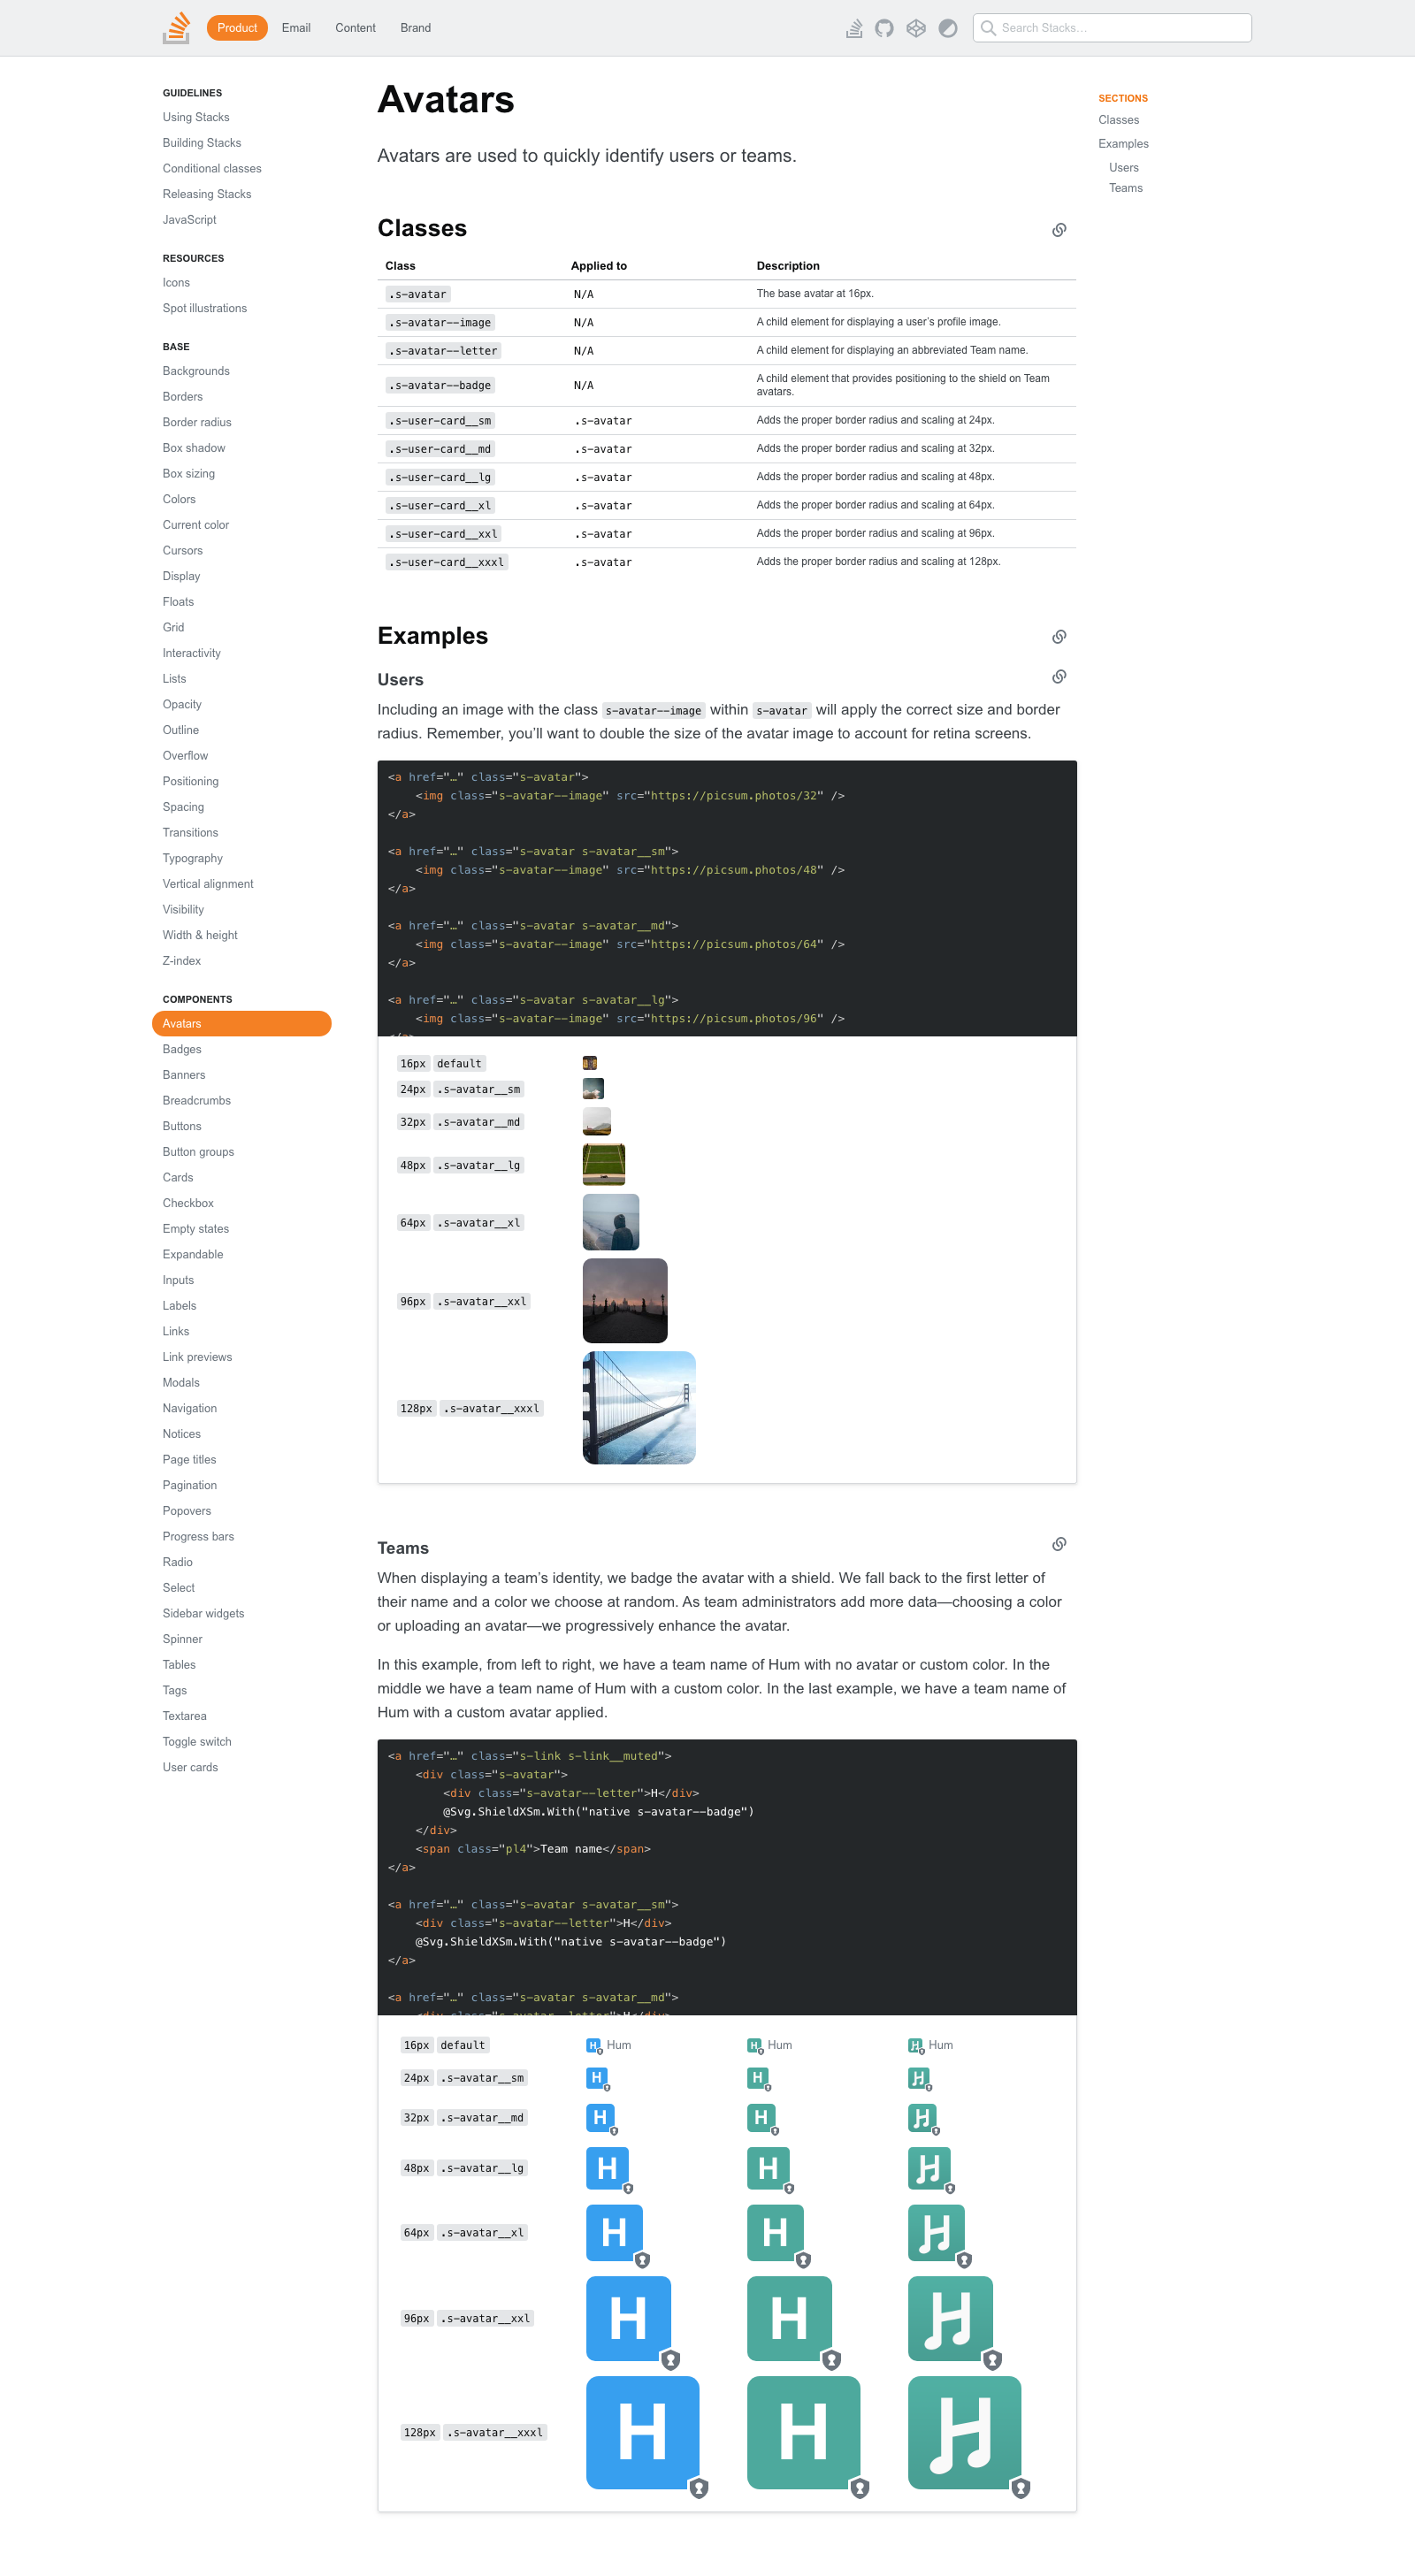 Product
Email
Content
Brand
Search Stacks…
GUIDELINES
Using Stacks
Building Stacks
Conditional classes
Releasing Stacks
JavaScript
RESOURCES
Icons
Spot illustrations
BASE
Backgrounds
Borders
Border radius
Box shadow
Box sizing
Colors
Current color
Cursors
Display
Floats
Grid
Interactivity
Lists
Opacity
Outline
Overflow
Positioning
Spacing
Transitions
Typography
Vertical alignment
Visibility
Width & height
Z-index
COMPONENTS
Avatars
Badges
Banners
Breadcrumbs
Buttons
Button groups
Cards
Checkbox
Empty states
Expandable
Inputs
Labels
Links
Link previews
Modals
Navigation
Notices
Page titles
Pagination
Popovers
Progress bars
Radio
Select
Sidebar widgets
Spinner
Tables
Tags
Textarea
Toggle switch
User cards
Avatars
Avatars are used to quickly identify users or teams.
Classes
Class Applied to Description
.s-avatar N/A The base avatar at 16px.
.s-avatar--image N/A A child element for displaying a user’s profile image.
.s-avatar--letter N/A A child element for displaying an abbreviated Team name.
.s-avatar--badge N/A A child element that provides positioning to the shield on Team
avatars.
.s-user-card__sm .s-avatar Adds the proper border radius and scaling at 24px.
.s-user-card__md .s-avatar Adds the proper border radius and scaling at 32px.
.s-user-card__lg .s-avatar Adds the proper border radius and scaling at 48px.
.s-user-card__xl .s-avatar Adds the proper border radius and scaling at 64px.
.s-user-card__xxl .s-avatar Adds the proper border radius and scaling at 96px.
.s-user-card__xxxl .s-avatar Adds the proper border radius and scaling at 128px.
Examples
Users
Including an image with the class s-avatar--image within s-avatar will apply the correct size and border
radius. Remember, you’ll want to double the size of the avatar image to account for retina screens.
<a href="…" class="s-avatar">
<img class="s-avatar--image" src="https://picsum.photos/32" />
</a>
<a href="…" class="s-avatar s-avatar__sm">
<img class="s-avatar--image" src="https://picsum.photos/48" />
</a>
<a href="…" class="s-avatar s-avatar__md">
<img class="s-avatar--image" src="https://picsum.photos/64" />
</a>
<a href="…" class="s-avatar s-avatar__lg">
<img class="s-avatar--image" src="https://picsum.photos/96" />
16px default
24px .s-avatar__sm
32px .s-avatar__md
48px .s-avatar__lg
64px .s-avatar__xl
96px .s-avatar__xxl
128px .s-avatar__xxxl
Teams
When displaying a team’s identity, we badge the avatar with a shield. We fall back to the first letter of
their name and a color we choose at random. As team administrators add more data—choosing a color
or uploading an avatar—we progressively enhance the avatar.
In this example, from left to right, we have a team name of Hum with no avatar or custom color. In the
middle we have a team name of Hum with a custom color. In the last example, we have a team name of
Hum with a custom avatar applied.
<a href="…" class="s-link s-link__muted">
<div class="s-avatar">
<div class="s-avatar--letter">H</div>
@Svg.ShieldXSm.With("native s-avatar--badge")
</div>
<span class="pl4">Team name</span>
</a>
<a href="…" class="s-avatar s-avatar__sm">
<div class="s-avatar--letter">H</div>
@Svg.ShieldXSm.With("native s-avatar--badge")
</a>
<a href="…" class="s-avatar s-avatar__md">
<div class="s-avatar--letter">H</div>
16px default H Hum H Hum Hum
24px .s-avatar__sm H H
32px .s-avatar__md H H
48px .s-avatar__lg H H
64px .s-avatar__xl H H
96px .s-avatar__xxl H H
128px .s-avatar__xxxl H H
SECTIONS
Classes
Examples
Users
Teams